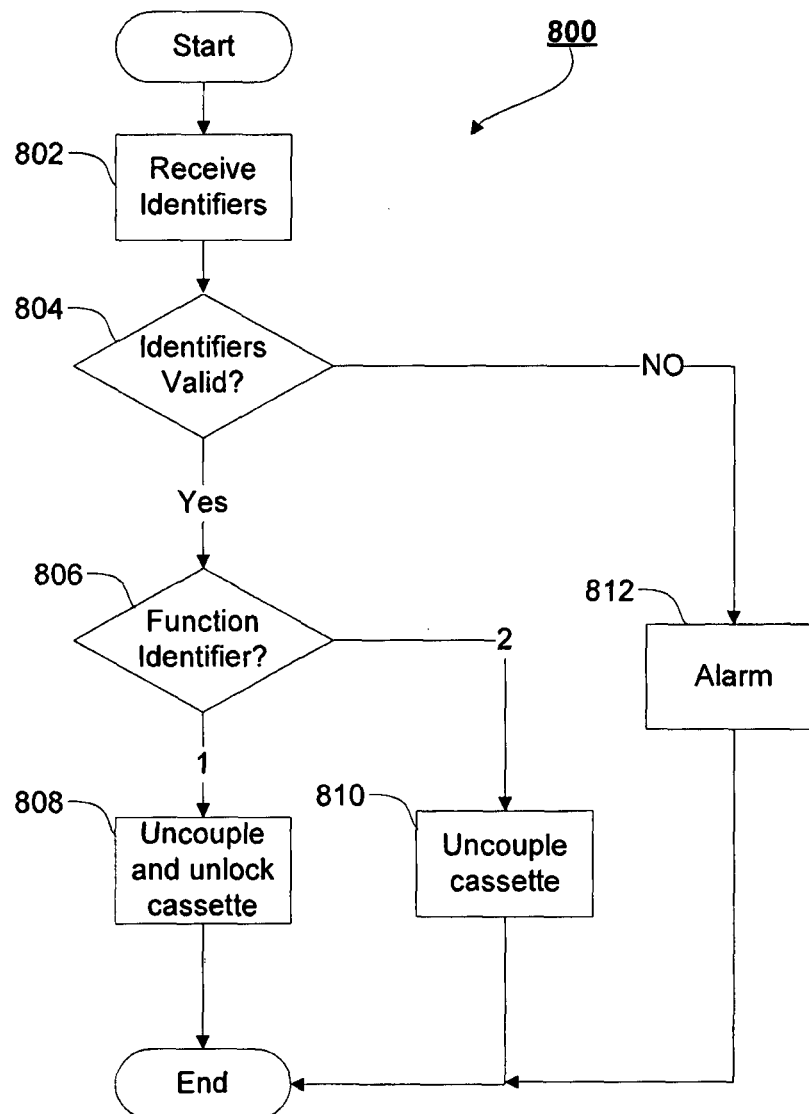 Start
800
802
Receive
Identifiers
804
Identifiers
Valid?
NO
Yes
806
Function
Identifier?
2
812
Alarm
1
808
Uncouple
and unlock
cassette
810
Uncouple
cassette
End